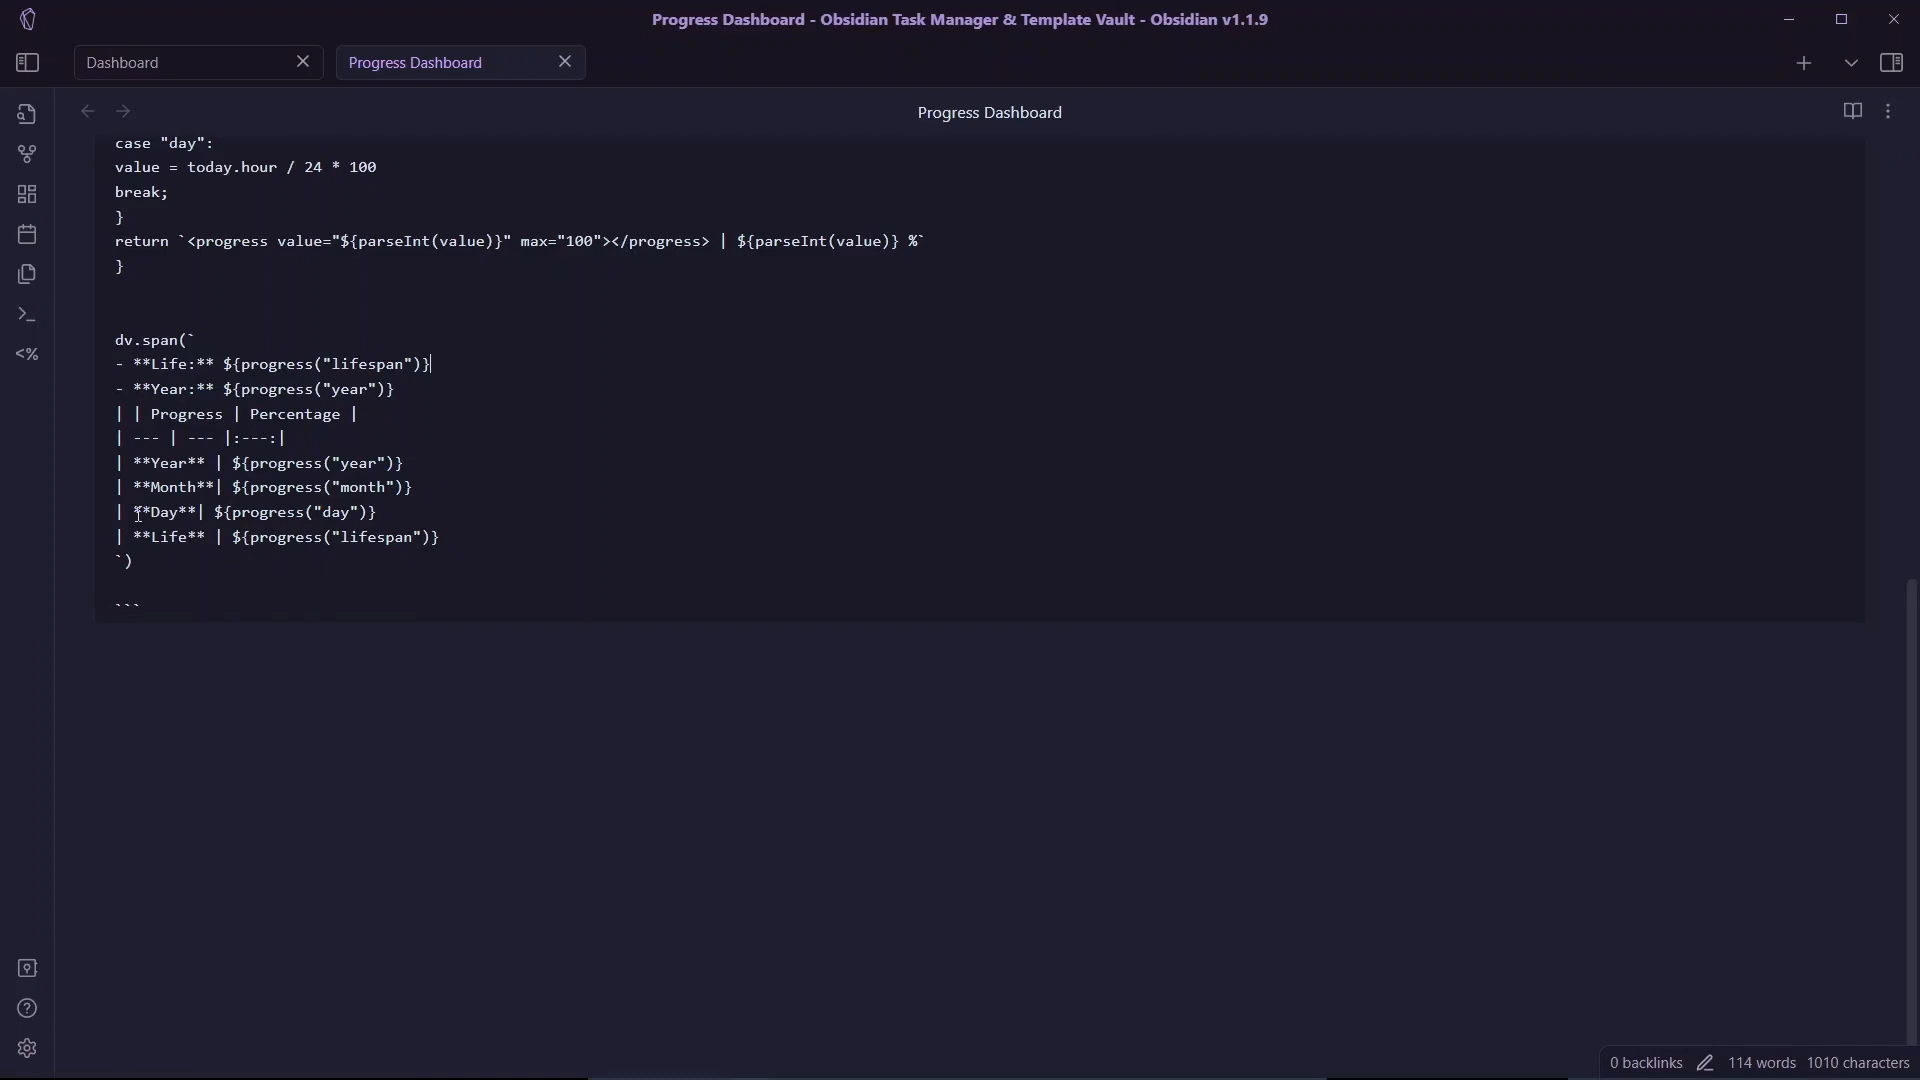 Progress Dashboard - Obsidian Task Manager & Template Vault - Obsidian v1.1.9
Dashboard
Progress Dashboard
Progress Dashboard
case "day":
value = today.hour / 24 * 100
break;
}
return `<progress value="${parseInt(value)}" max="100"></progress> | ${parseInt(value)} %`
}
dv.span(`
- **Life:** ${progress("lifespan")}
- **Year:** ${progress("year")}
| | Progress | Percentage |
| --- | --- |:---:|
| **Year** | ${progress("year")}
| **Month**| ${progress("month")}
| **Day**| ${progress("day")}
| **Life** | ${progress("lifespan")}
`)
```
<%
0 backlinks 114 words 1010 characters